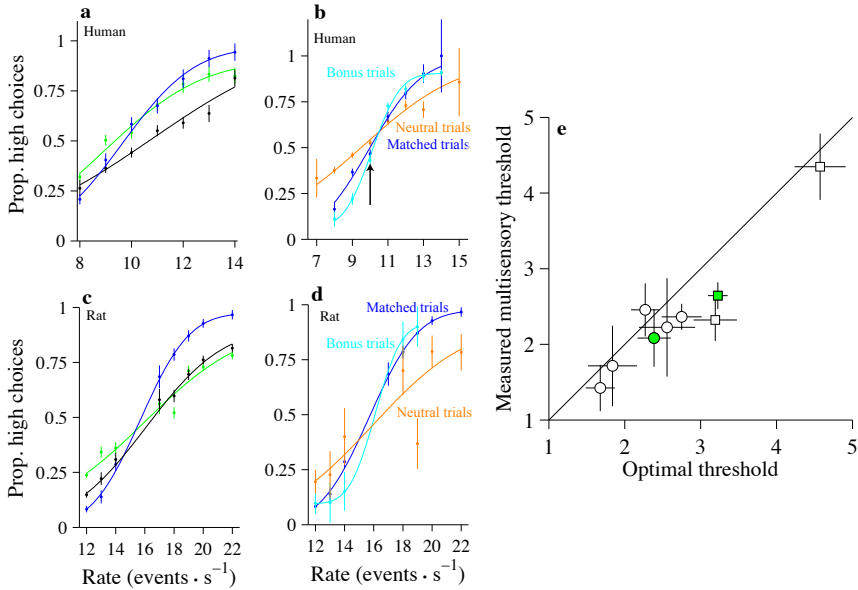 a
Human
Prop. high choices
1
0.75
0.5
0.25
0
8
10
12
14
b
Human
Bonus trials
Neutral trials
Matched trials
1
0.75
0.5
0.25
0
7
9
11
13
15
c
Rat
Prop. high choices
1
0.75
0.5
0.25
0
12
14
16
18
20
22
Rate (events · s⁻¹)
d
Rat
Matched trials
Bonus trials
Neutral trials
1
0.75
0.5
0.25
0
12
14
16
18
20
22
Rate (events · s⁻¹)
e
Measured multisensory threshold
5
4
3
2
1
1
2
3
4
5
Optimal threshold